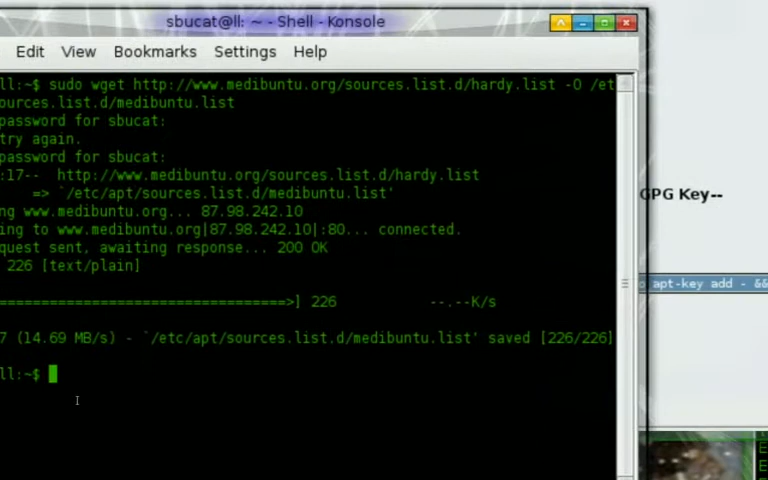 sbucat@ll: ~ - Shell - Konsole
Edit View Bookmarks Settings Help
ll:~$ sudo wget http://www.medibuntu.org/sources.list.d/hardy.list -O /et
ources.list.d/medibuntu.list
password for sbucat:
try again.
password for sbucat:
:17-- http://www.medibuntu.org/sources.list.d/hardy.list
=> `/etc/apt/sources.list.d/medibuntu.list'
ng www.medibuntu.org... 87.98.242.10
ing to www.medibuntu.org|87.98.242.10|:80... connected.
quest sent, awaiting response... 200 OK
226 [text/plain]
=====================================>] 226 --.--K/s
7 (14.69 MB/s) - `/etc/apt/sources.list.d/medibuntu.list' saved [226/226]
ll:~$
GPG Key--
o apt-key add - &&